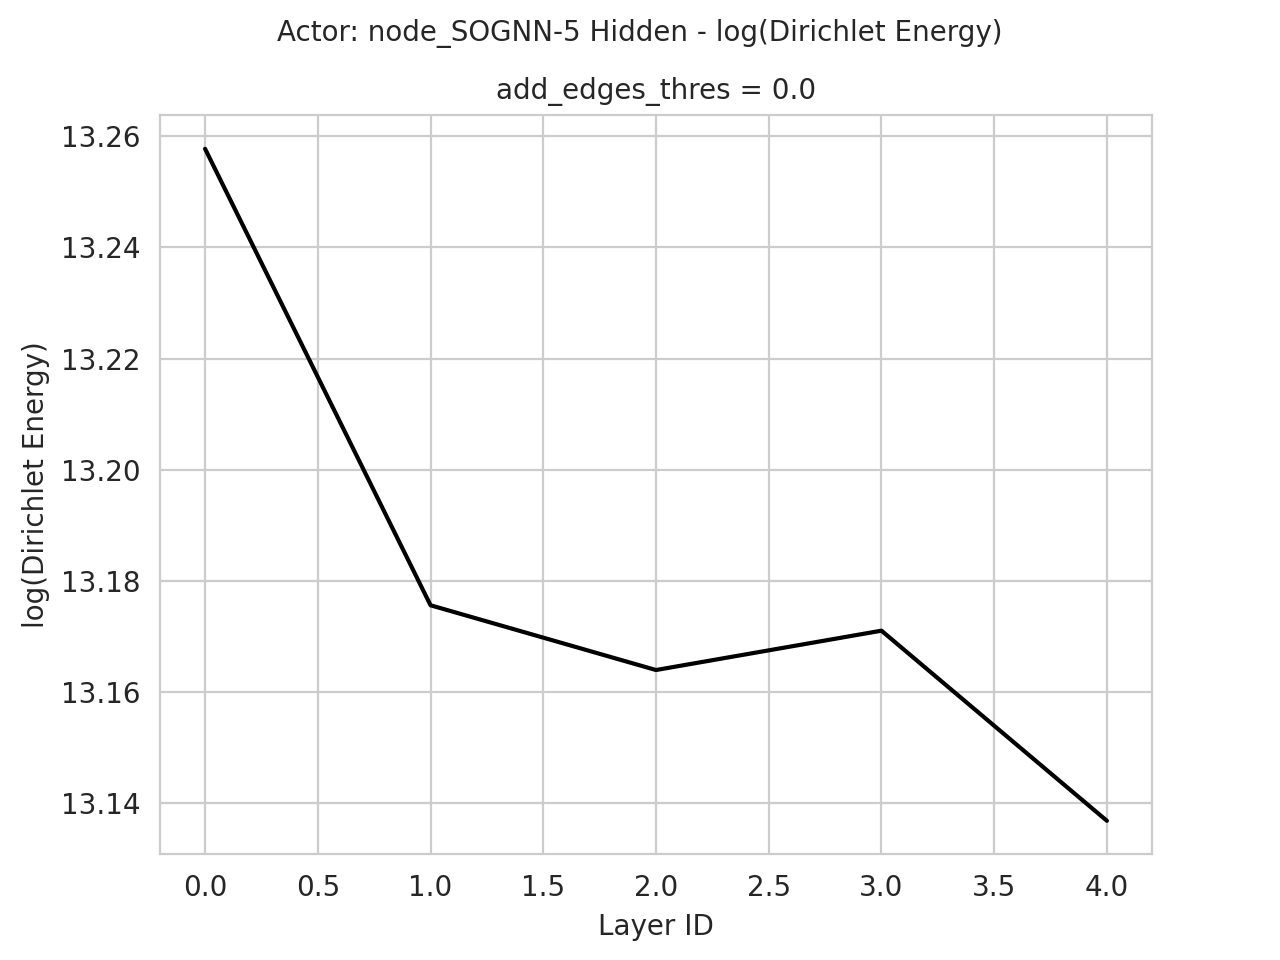 Actor: node_SOGNN-5 Hidden - log(Dirichlet Energy)
add_edges_thres = 0.0
13.26
13.24
13.22
13.20
13.18
13.16
13.14
log(Dirichlet Energy)
0.0 0.5 1.0 1.5 2.0 2.5 3.0 3.5 4.0
Layer ID